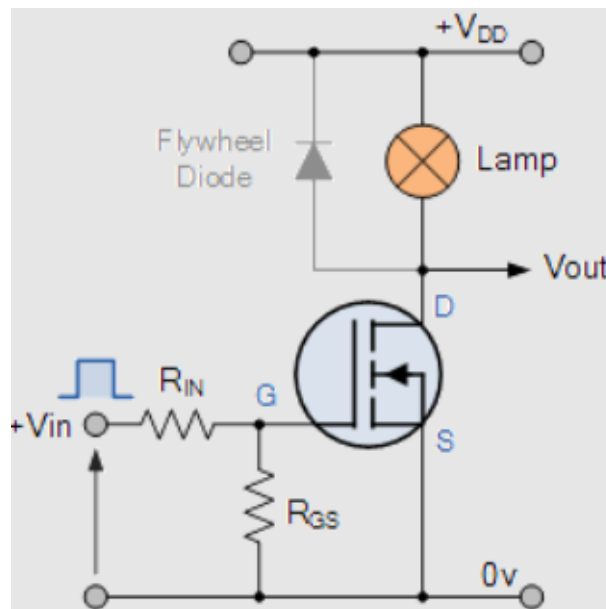 +VDD
Flywheel
Diode
Lamp
Vout
D
RIN
G
+Vin
S
RGS
0v